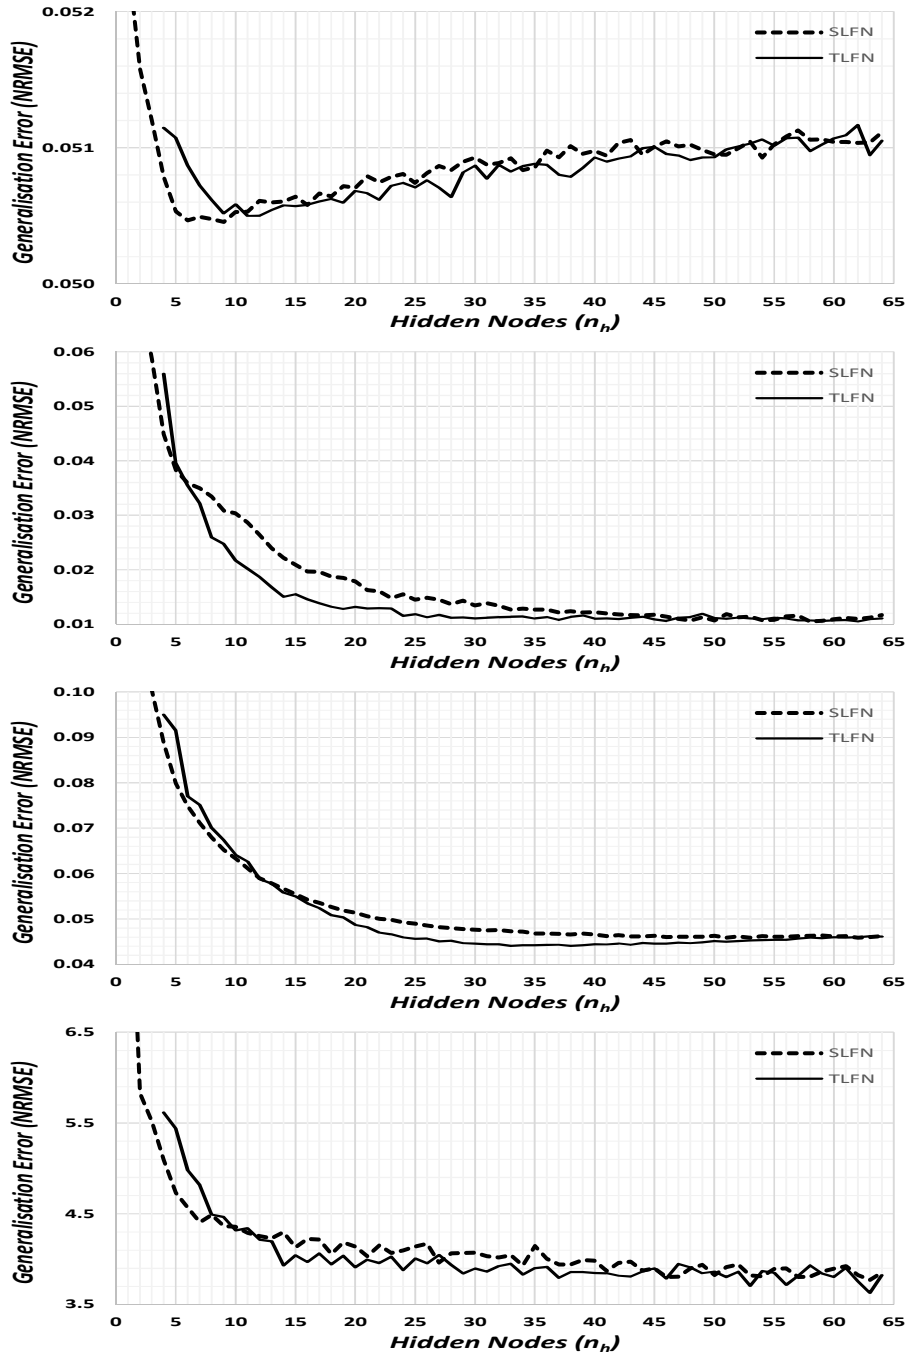 0.052
SLFN
TLFN
0.051
0.050
Generalisation Error (NRMSE)
0 5 10 15 20 25 30 35 40 45 50 55 60 65
Hidden Nodes (nh)
0.06
SLFN
0.05
TLFN
0.04
0.03
0.02
0.01
Generalisation Error (NRMSE)
0 5 10 15 20 25 30 35 40 45 50 55 60 65
Hidden Nodes (nh)
0.10
SLFN
0.09
TLFN
0.08
0.07
0.06
0.05
0.04
Generalisation Error (NRMSE)
0 5 10 15 20 25 30 35 40 45 50 55 60 65
Hidden Nodes (nh)
6.5
SLFN
TLFN
5.5
4.5
3.5
Generalisation Error (NRMSE)
0 5 10 15 20 25 30 35 40 45 50 55 60 65
Hidden Nodes (nh)